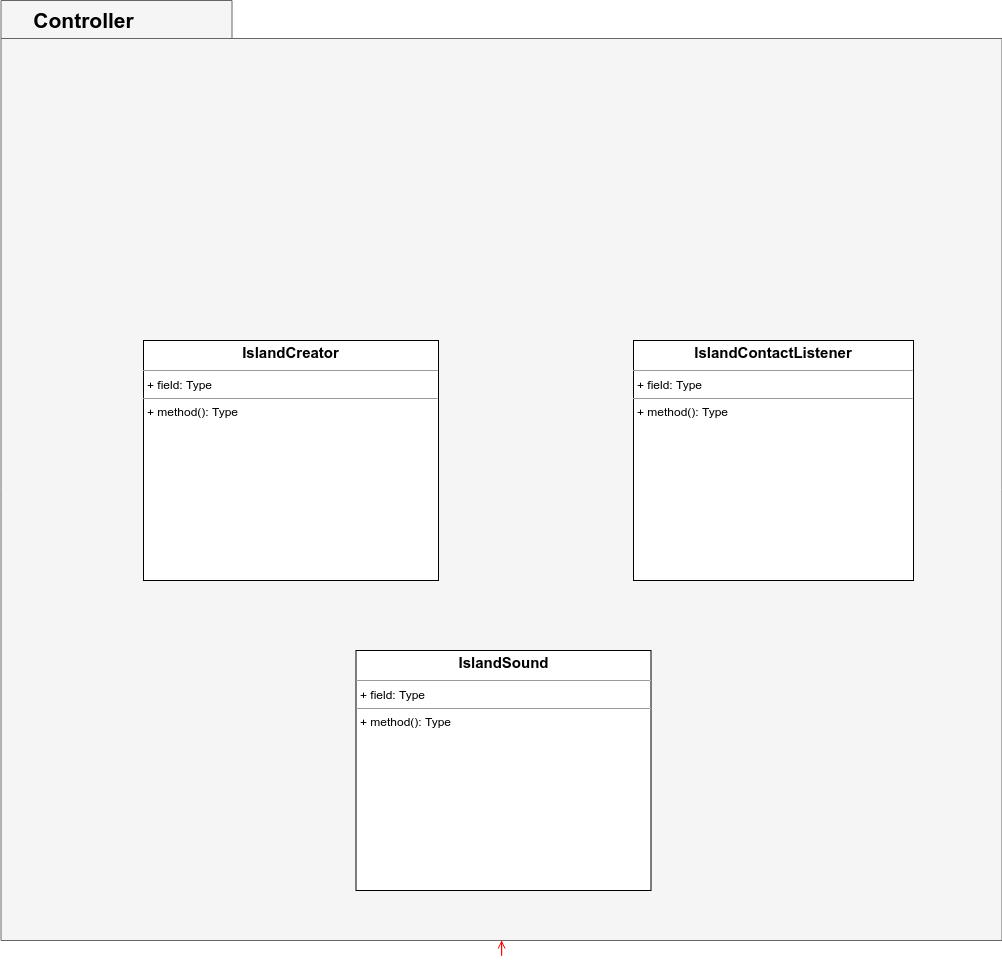 Controller
IslandCreator
+ field: Type
+ method(): Type
IslandContactListener
+ field: Type
+ method(): Type
IslandSound
+ field: Type
+ method(): Type